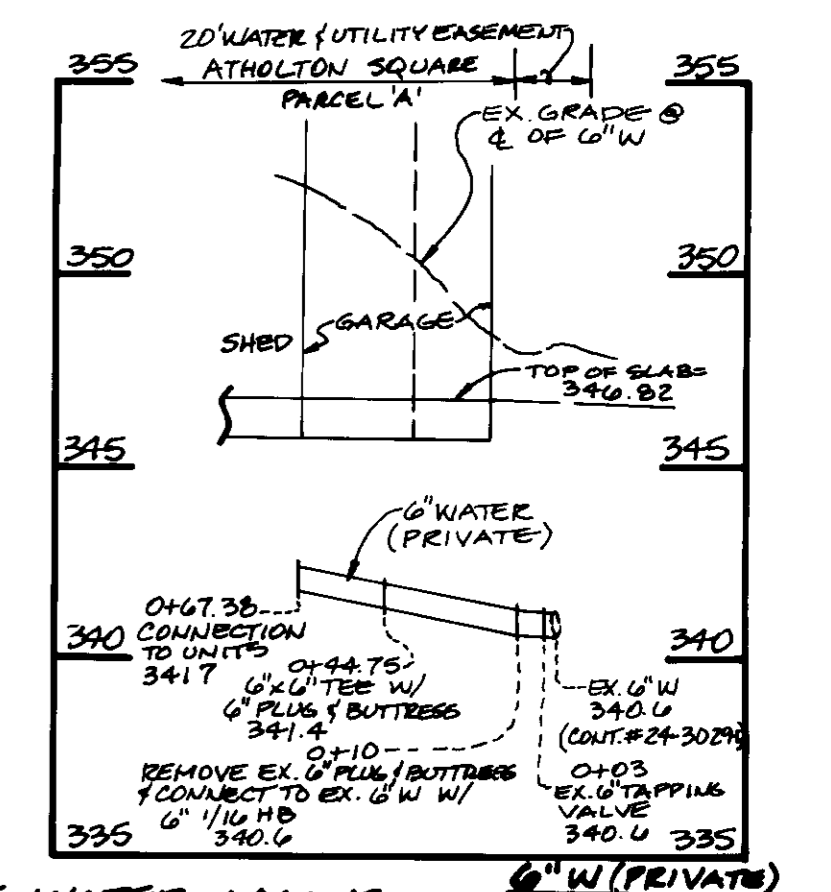 20' WATER & UTILITY EASEMENT
355 ATHOLTON SQUARE 355
PARCEL 'A'
EX. GRADE @
℄ OF 6" W
350 350
SHED GARAGE
TOP OF SLAB=
346.82
345 345
6" WATER
(PRIVATE)
0+67.38
340 CONNECTION 340
TO UNITS
341.7
0+44.75
6"x6" TEE W/
6" PLUG & BUTTRESS
341.4
EX. 6" W
340.6
0+10
REMOVE EX. 6" PLUG & BUTTRESS
& CONNECT TO EX. 6" W W/
6" 1/16 HB
340.6
0+03
EX. 6" TAPPING
VALVE
340.6
335 335
6" W (PRIVATE)